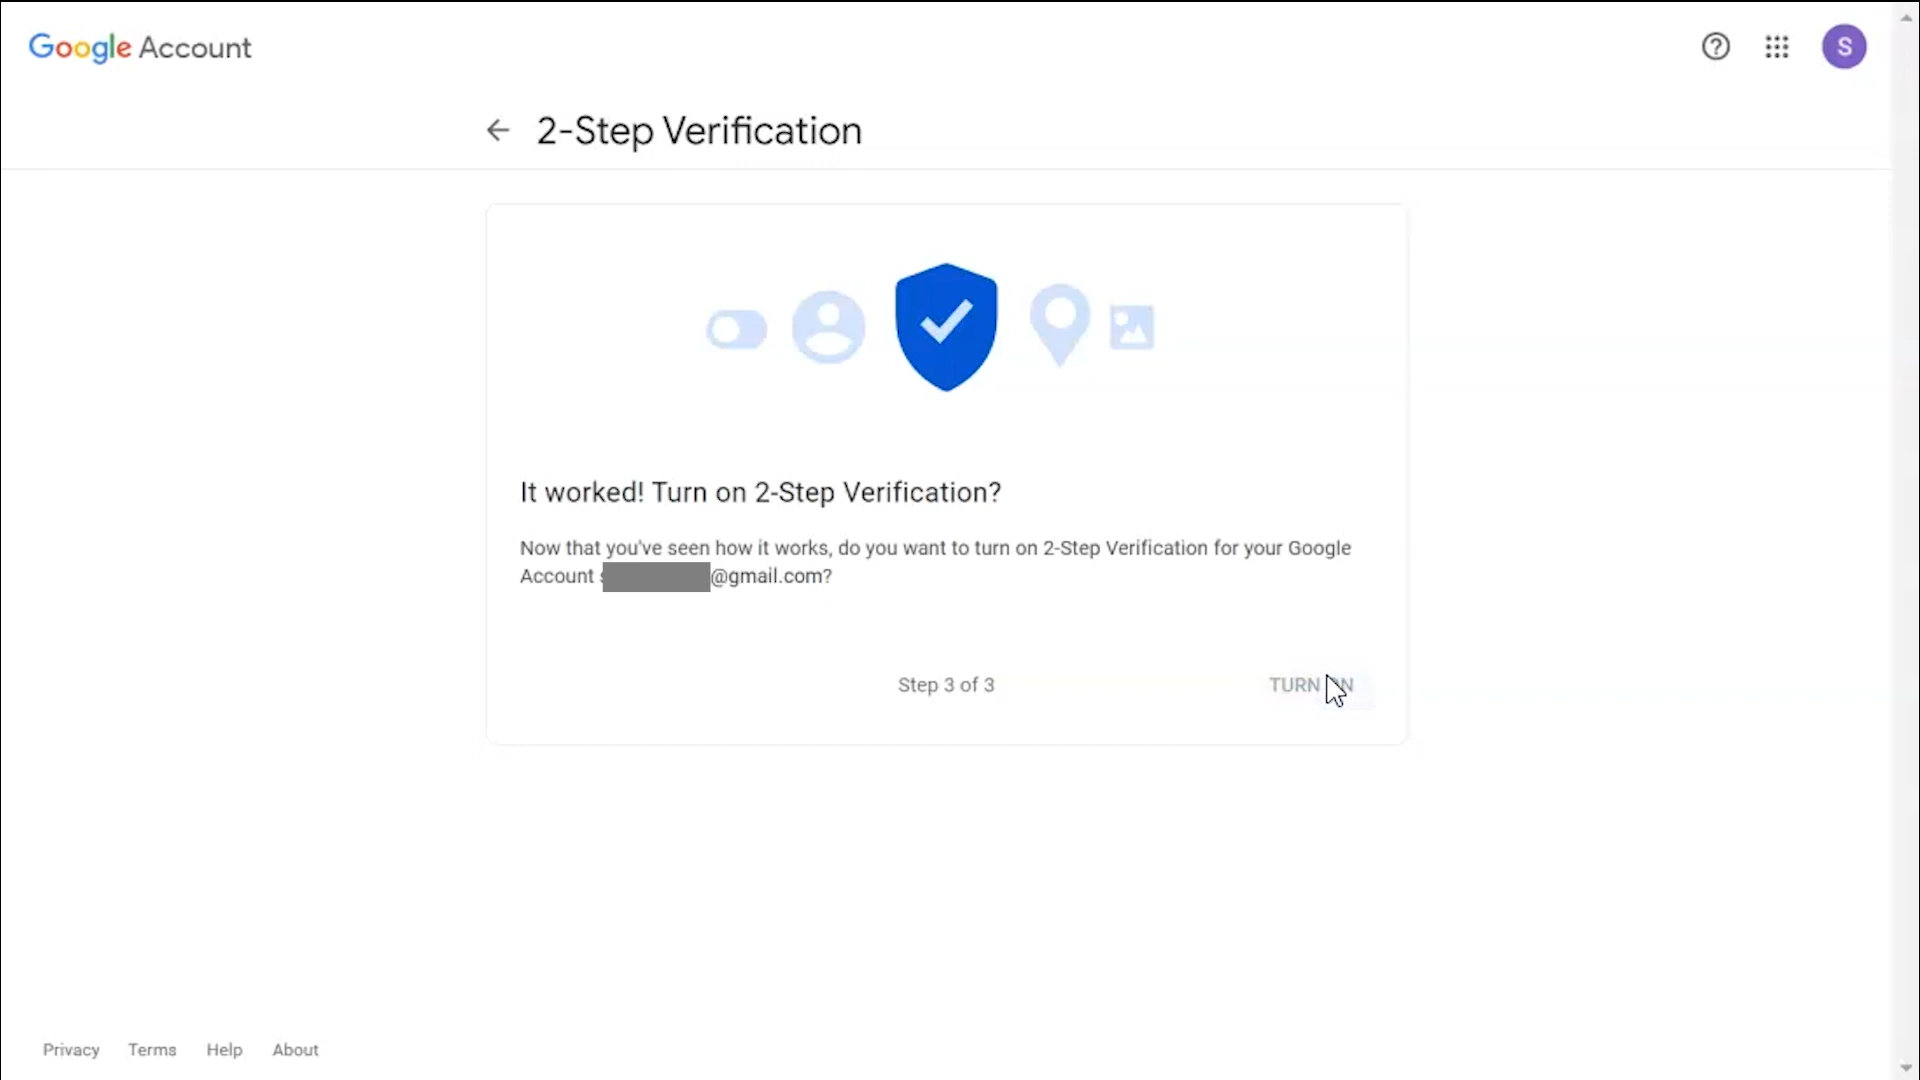 Google Account
S
2-Step Verification
It worked! Turn on 2-Step Verification?
Now that you've seen how it works, do you want to turn on 2-Step Verification for your Google
Account @gmail.com?
Step 3 of 3
TURN ON
Privacy Terms Help About